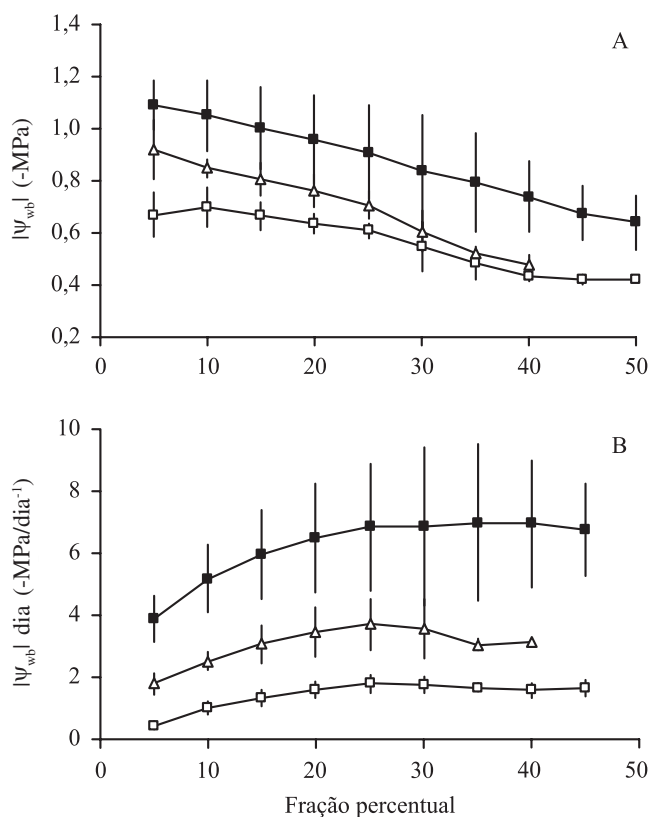 1,4
A
1,2
1,0
0,8
0,6
0,4
0,2
|Ψwb| (-MPa)
0 10 20 30 40 50
10
B
8
6
4
2
0
|Ψwb| dia (-MPa/dia⁻¹)
0 10 20 30 40 50
Fração percentual